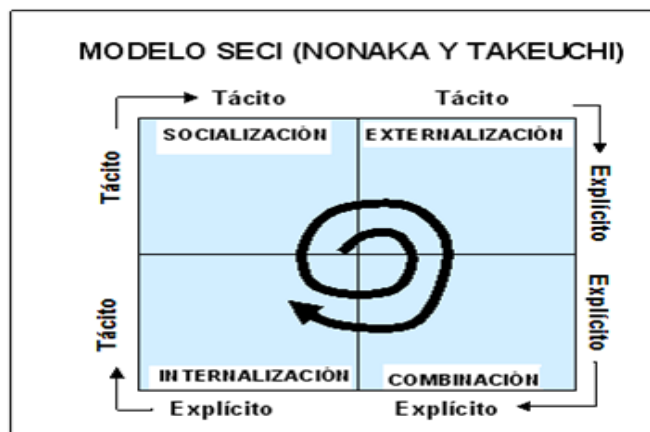 MODELO SECI (NONAKA Y TAKEUCHI)
Tácito Tácito
SOCIALIZACIÓN EXTERNALIZACIÓN
Tácito Explícito
Tácito Explícito
INTERNALIZACIÓN COMBINACIÓN
Explícito Explícito